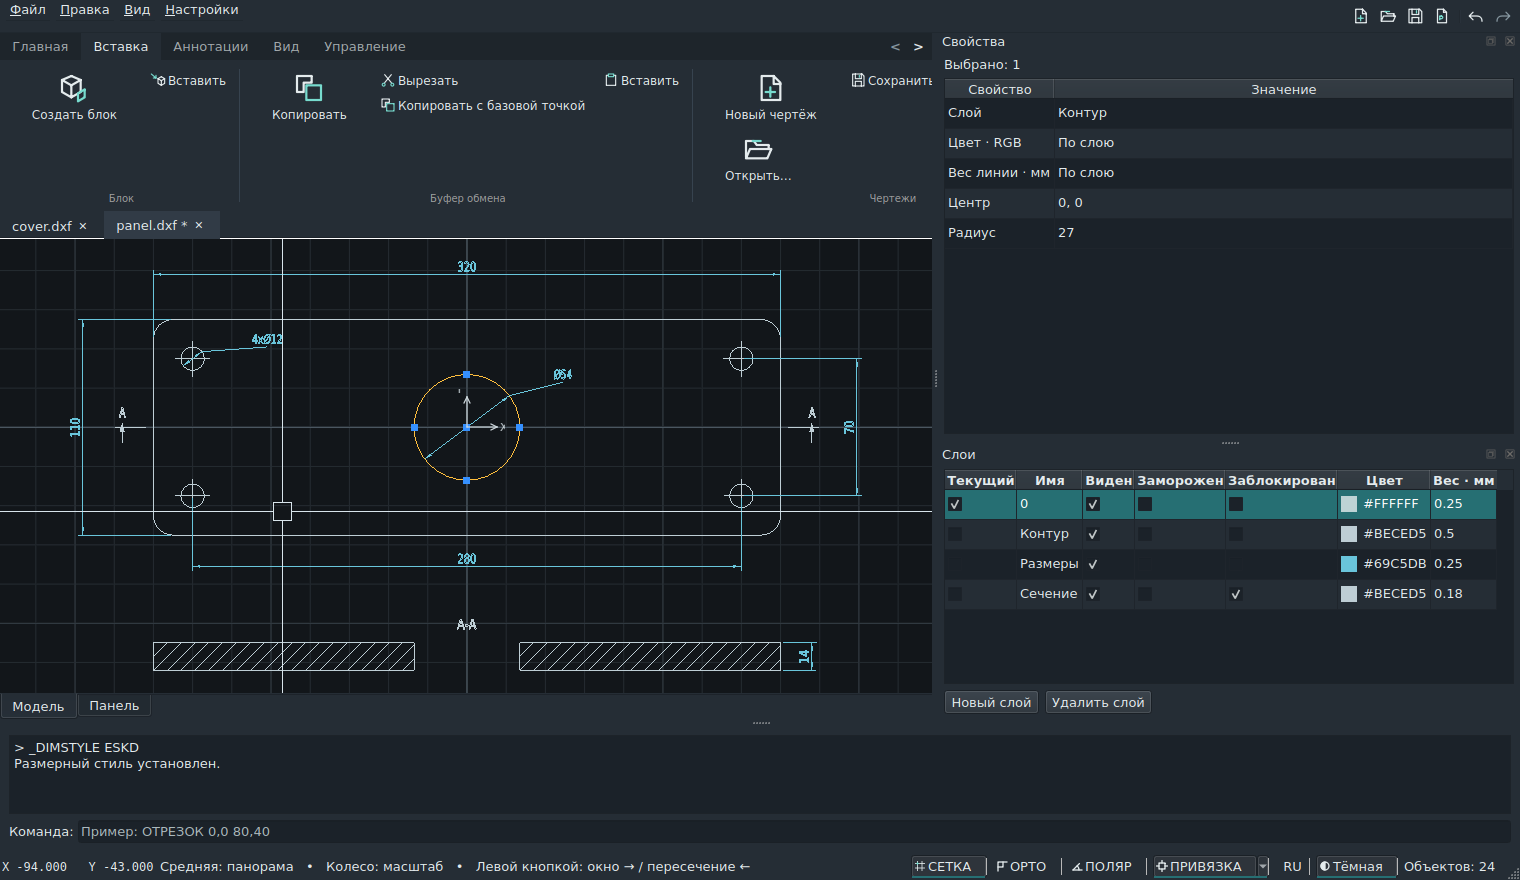 Файл Правка Вид Настройки
Главная Вставка Аннотации Вид Управление < >
Создать блок
Вставить
Блок
Копировать
Вырезать
Копировать с базовой точкой
Вставить
Буфер обмена
Новый чертёж
Открыть...
Сохранить
Чертежи
cover.dxf × panel.dxf * ×
320
4xØ12
Ø54
110
A
A
70
X
280
A-A
14
Модель Панель
Свойства
Выбрано: 1
Свойство Значение
Слой Контур
Цвет · RGB По слою
Вес линии · мм По слою
Центр 0, 0
Радиус 27
Слои
Текущий Имя Виден Заморожен Заблокирован Цвет Вес · мм
0 #FFFFFF 0.25
Контур #BECED5 0.5
Размеры #69C5DB 0.25
Сечение #BECED5 0.18
Новый слой Удалить слой
> _DIMSTYLE ESKD
Размерный стиль установлен.
Команда: Пример: ОТРЕЗОК 0,0 80,40
X -94.000 Y -43.000 Средняя: панорама • Колесо: масштаб • Левой кнопкой: окно → / пересечение ← СЕТКА ОРТО ПОЛЯР ПРИВЯЗКА RU Тёмная Объектов: 24